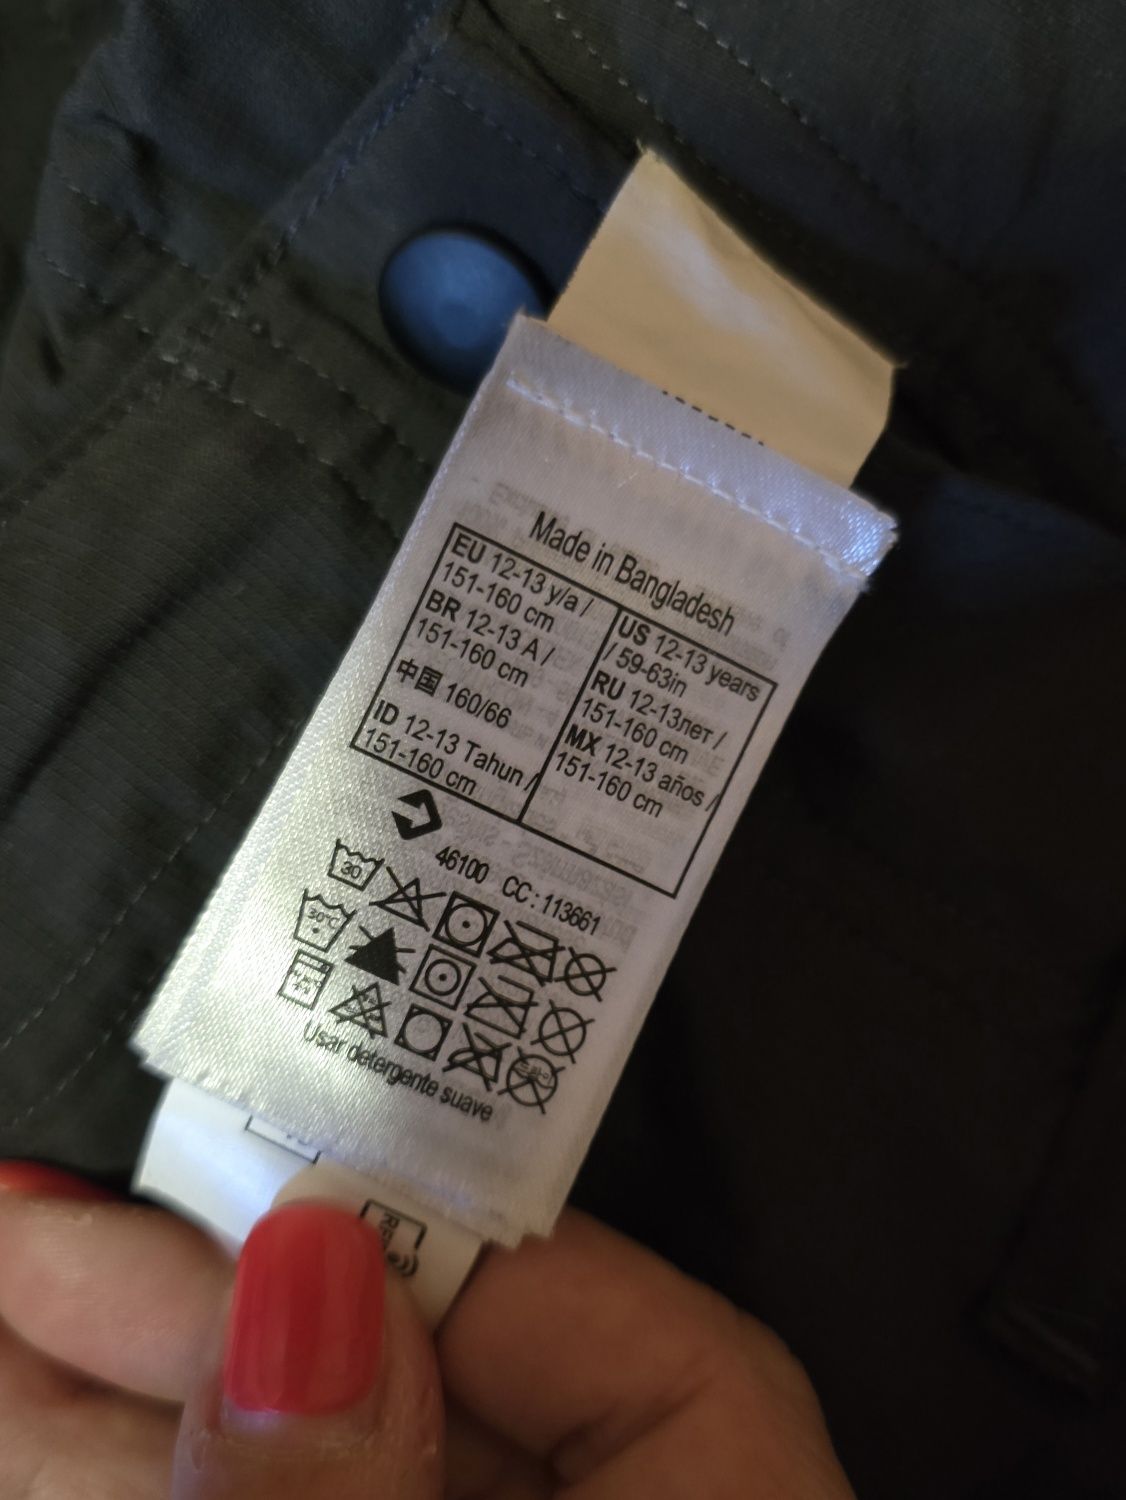 Made in Bangladesh
EU 12-13 y/a /
151-160 cm
BR 12-13 A /
151-160 cm
中国 160/66
ID 12-13 Tahun /
151-160 cm
US 12-13 years
/ 59-63in
RU 12-13лет /
151-160 cm
MX 12-13 años /
151-160 cm
46100 CC : 113661
30
30°C
Usar detergente suave